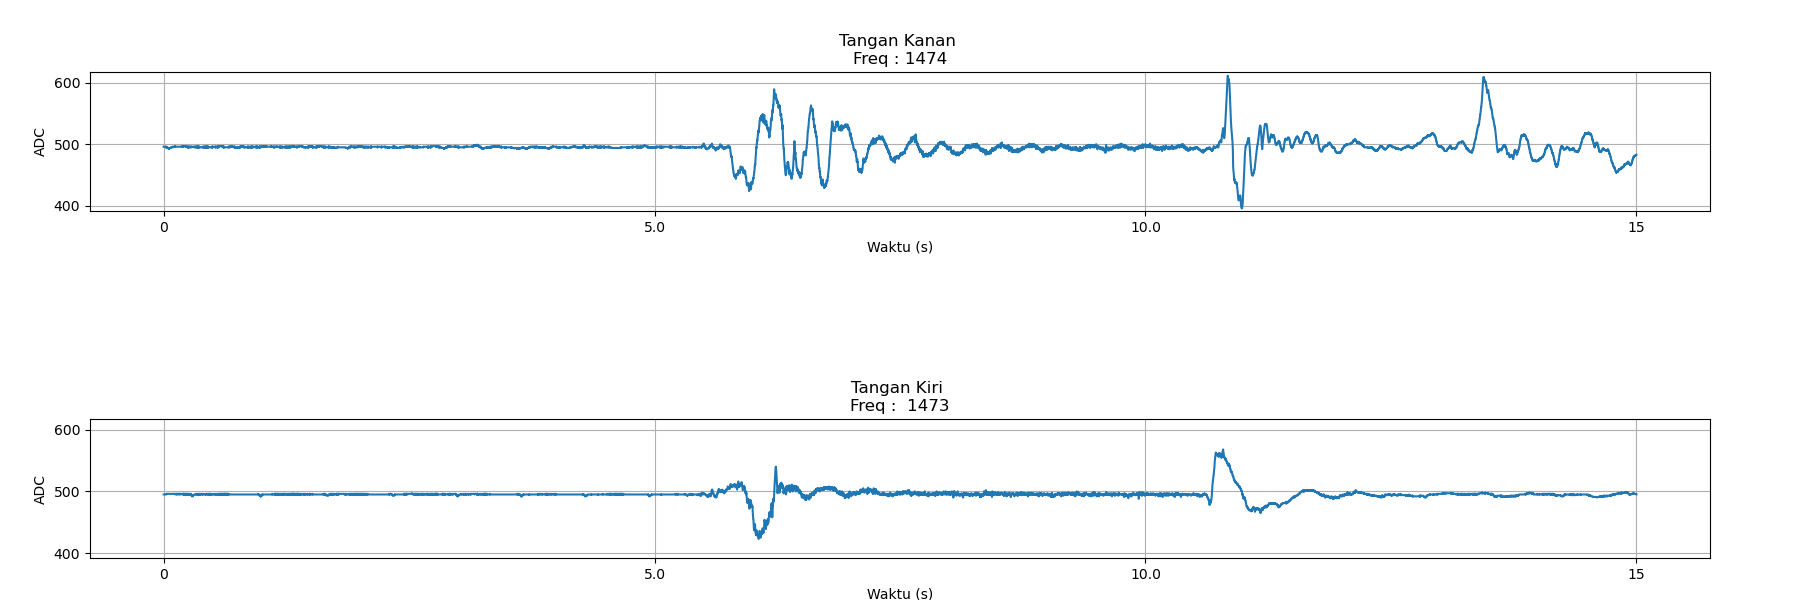 Tangan Kanan
Freq : 1474
600
500
400
ADC
0 5.0 10.0 15
Waktu (s)
Tangan Kiri
Freq :  1473
600
500
400
ADC
0 5.0 10.0 15
Waktu (s)